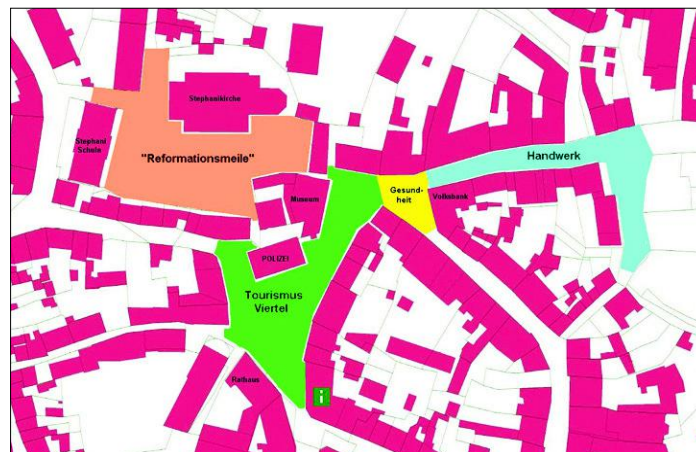 Stephanikirche
Stephani
Schule
"Reformationsmeile"
Handwerk
Gesund-
heit
Museum
Volksbank
POLIZEI
Tourismus
Viertel
Rathaus
i